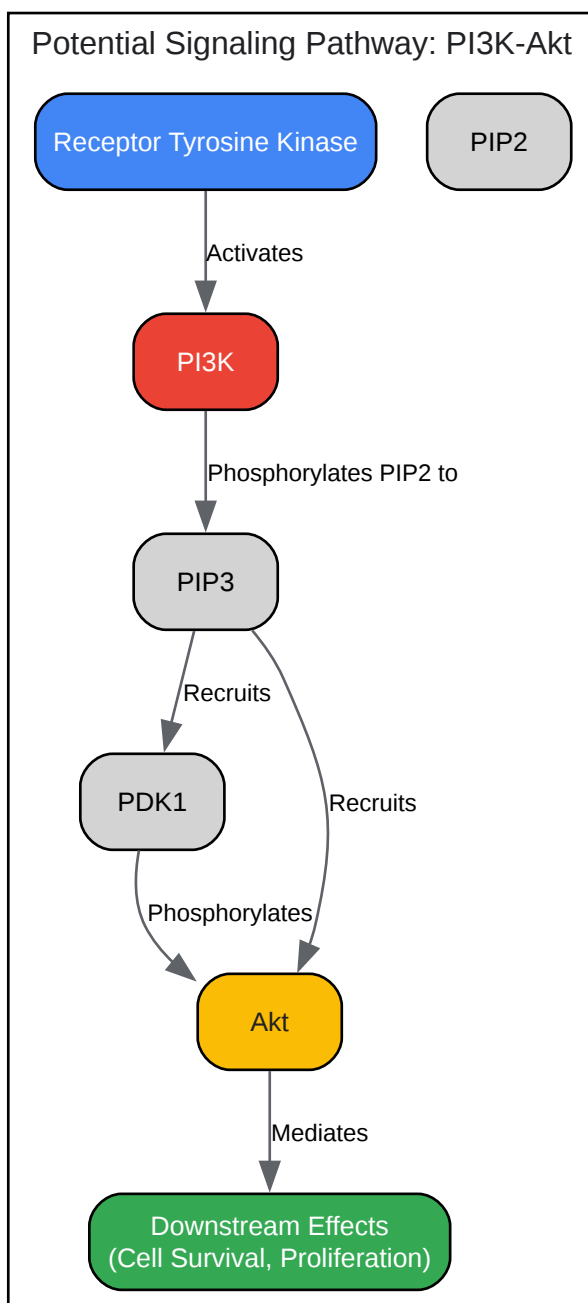 Potential Signaling Pathway: PI3K-Akt
Receptor Tyrosine Kinase
PIP2
Activates
PI3K
Phosphorylates PIP2 to
PIP3
Recruits
PDK1
Recruits
Phosphorylates
Akt
Mediates
Downstream Effects
(Cell Survival, Proliferation)